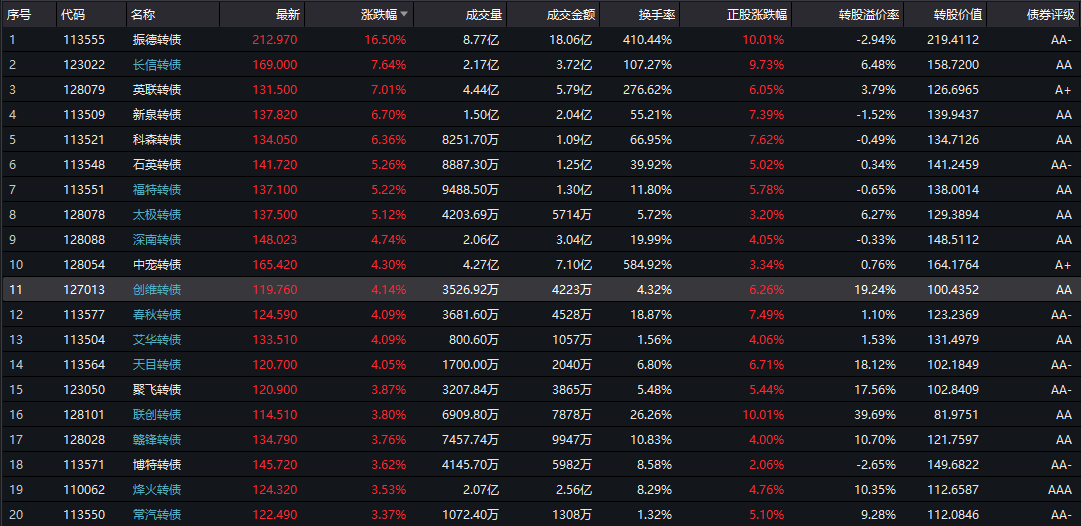 序号 代码 名称 最新 涨跌幅 成交量 成交金额 换手率 正股涨跌幅 转股溢价率 转股价值 债券评级
1 113555 振德转债 212.970 16.50% 8.77亿 18.06亿 410.44% 10.01% -2.94% 219.4112 AA-
2 123022 长信转债 169.000 7.64% 2.17亿 3.72亿 107.27% 9.73% 6.48% 158.7200 AA
3 128079 英联转债 131.500 7.01% 4.44亿 5.79亿 276.62% 6.05% 3.79% 126.6965 A+
4 113509 新泉转债 137.820 6.70% 1.50亿 2.04亿 55.21% 7.39% -1.52% 139.9437 AA
5 113521 科森转债 134.050 6.36% 8251.70万 1.09亿 66.95% 7.62% -0.49% 134.7126 AA
6 113548 石英转债 141.720 5.26% 8887.30万 1.25亿 39.92% 5.02% 0.34% 141.2459 AA-
7 113551 福特转债 137.100 5.22% 9488.50万 1.30亿 11.80% 5.78% -0.65% 138.0014 AA
8 128078 太极转债 137.500 5.12% 4203.69万 5714万 5.72% 3.20% 6.27% 129.3894 AA
9 128088 深南转债 148.023 4.74% 2.06亿 3.04亿 19.99% 4.05% -0.33% 148.5112 AA
10 128054 中宠转债 165.420 4.30% 4.27亿 7.10亿 584.92% 3.34% 0.76% 164.1764 A+
11 127013 创维转债 119.760 4.14% 3526.92万 4223万 4.32% 6.26% 19.24% 100.4352 AA
12 113577 春秋转债 124.590 4.09% 3681.60万 4528万 18.87% 7.49% 1.10% 123.2369 AA-
13 113504 艾华转债 133.510 4.09% 800.60万 1057万 1.56% 4.06% 1.53% 131.4979 AA
14 113564 天目转债 120.700 4.05% 1700.00万 2040万 6.80% 6.71% 18.12% 102.1849 AA-
15 123050 聚飞转债 120.900 3.87% 3207.84万 3865万 5.48% 5.44% 17.56% 102.8409 AA-
16 128101 联创转债 114.510 3.80% 6909.80万 7878万 26.26% 10.01% 39.69% 81.9751 AA
17 128028 赣锋转债 134.790 3.76% 7457.74万 9947万 10.83% 4.00% 10.70% 121.7597 AA
18 113571 博特转债 145.720 3.62% 4145.70万 5982万 8.58% 2.06% -2.65% 149.6822 AA-
19 110062 烽火转债 124.320 3.53% 2.07亿 2.56亿 8.29% 4.76% 10.35% 112.6587 AAA
20 113550 常汽转债 122.490 3.37% 1072.40万 1308万 1.32% 5.10% 9.28% 112.0846 AA-